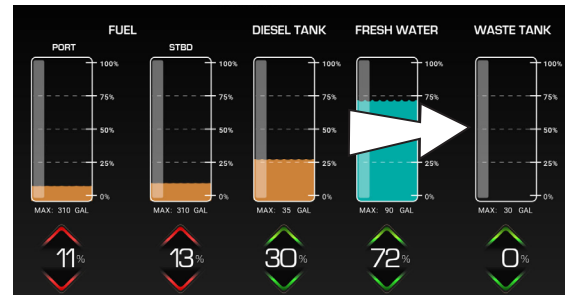 FUEL DIESEL TANK FRESH WATER WASTE TANK
PORT STBD
100% 100% 100% 100% 100%
75% 75% 75% 75% 75%
50% 50% 50% 50%
25% 25% 25% 25% 25%
0% 0% 0% 0% 0%
MAX: 310 GAL MAX: 310 GAL MAX: 35 GAL MAX: 90 GAL MAX: 30 GAL
11% 13% 30% 72% 0%